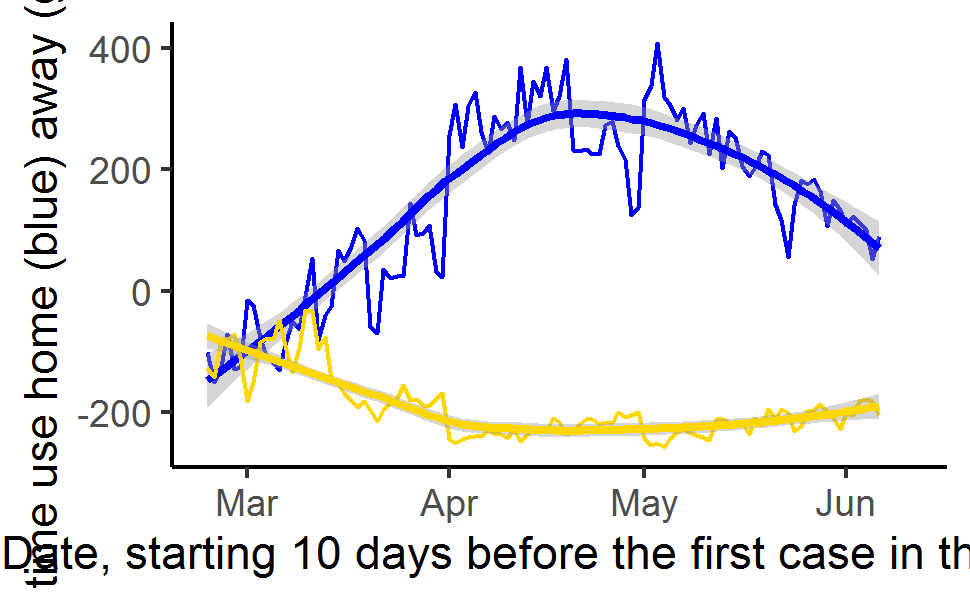 time use home (blue) away (
400
200
0
-200
Mar Apr May Jun
Date, starting 10 days before the first case in th